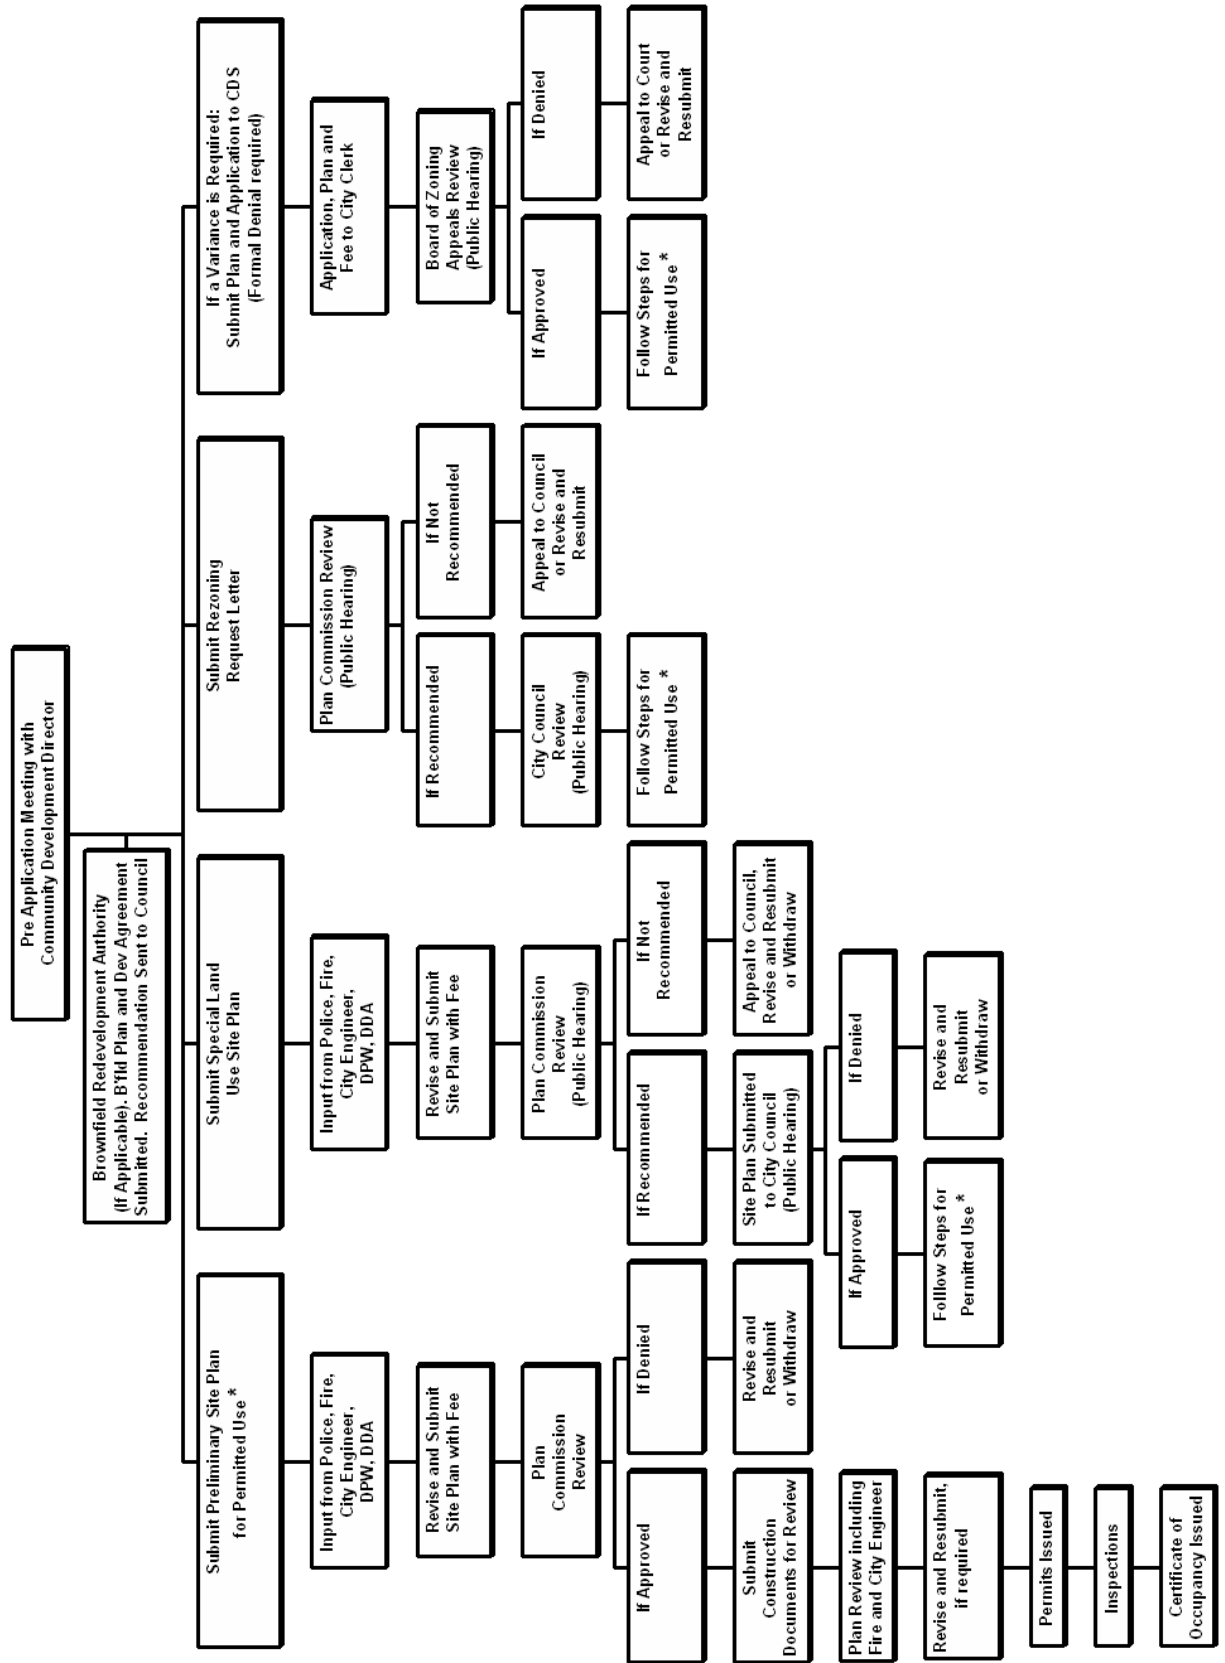 Pre Application Meeting with
Community Development Director
Brownfield Redevelopment Authority
(If Applicable). B'fld Plan and Dev Agreement
Submitted. Recommendation Sent to Council
Submit Preliminary Site Plan
for Permitted Use *
Input from Police, Fire,
City Engineer,
DPW, DDA
Revise and Submit
Site Plan with Fee
Plan
Commission
Review
If Approved
Submit
Construction
Documents for Review
Plan Review including
Fire and City Engineer
Revise and Resubmit,
if required
Permits Issued
Inspections
Certificate of
Occupancy Issued
If Denied
Revise and
Resubmit
or Withdraw
Submit Special Land
Use Site Plan
Input from Police, Fire,
City Engineer,
DPW, DDA
Revise and Submit
Site Plan with Fee
Plan Commission
Review
(Public Hearing)
If Recommended
Site Plan Submitted
to City Council
(Public Hearing)
If Approved
Folllow Steps for
Permitted Use *
If Denied
Revise and
Resubmit
or Withdraw
If Not
Recommended
Appeal to Council,
Revise and Resubmit
or Withdraw
Submit Rezoning
Request Letter
Plan Commission Review
(Public Hearing)
If Recommended
City Council
Review
(Public Hearing)
Follow Steps for
Permitted Use *
If Not
Recommended
Appeal to Council
or Revise and
Resubmit
If a Variance is Required:
Submit Plan and Application to CDS
(Formal Denial required)
Application, Plan and
Fee to City Clerk
Board of Zoning
Appeals Review
(Public Hearing)
If Approved
Follow Steps for
Permitted Use *
If Denied
Appeal to Court
or Revise and
Resubmit